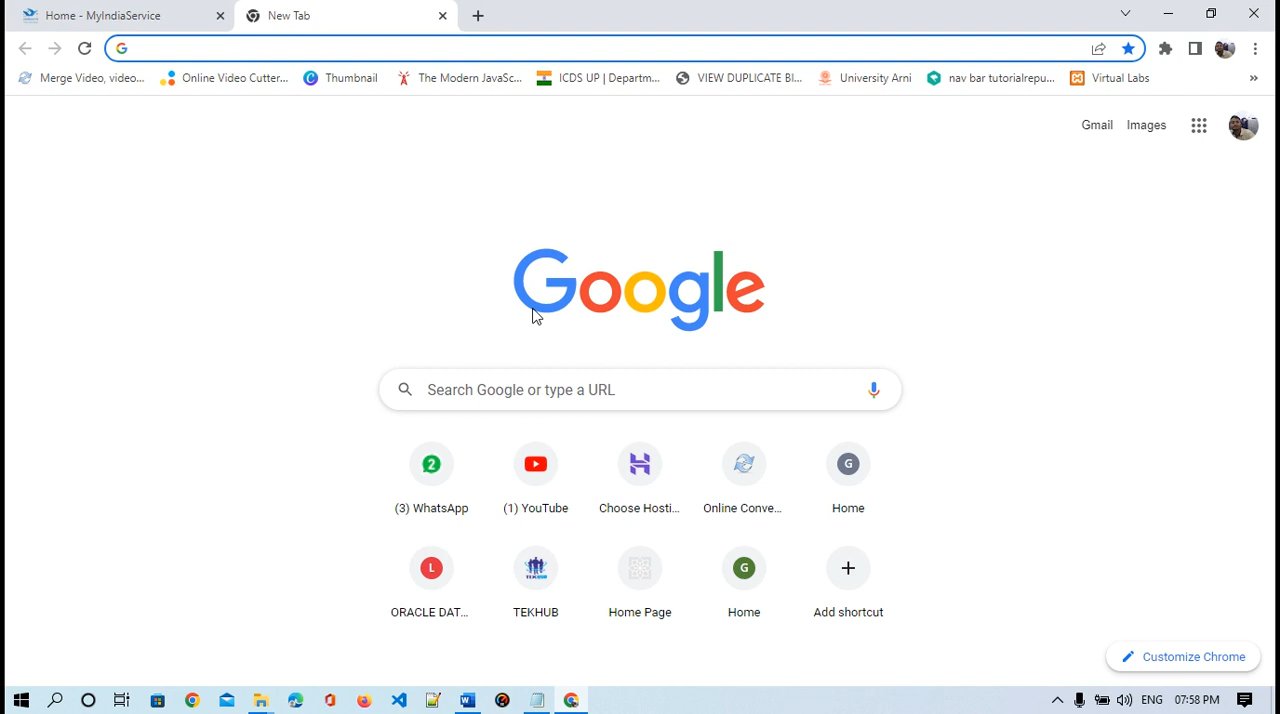 Home - MyIndiaService
New Tab
Merge Video, video...
Online Video Cutter...
Thumbnail
The Modern JavaSc...
ICDS UP | Departm...
VIEW DUPLICATE BI...
University Arni
nav bar tutorialrepu...
Virtual Labs
Gmail
Images
Google
Search Google or type a URL
(3) WhatsApp
(1) YouTube
Choose Hosti...
Online Conve...
G
Home
2
L
ORACLE DAT...
TEKHUB
TEKHUB
Home Page
G
Home
Add shortcut
Customize Chrome
ENG
07:58 PM